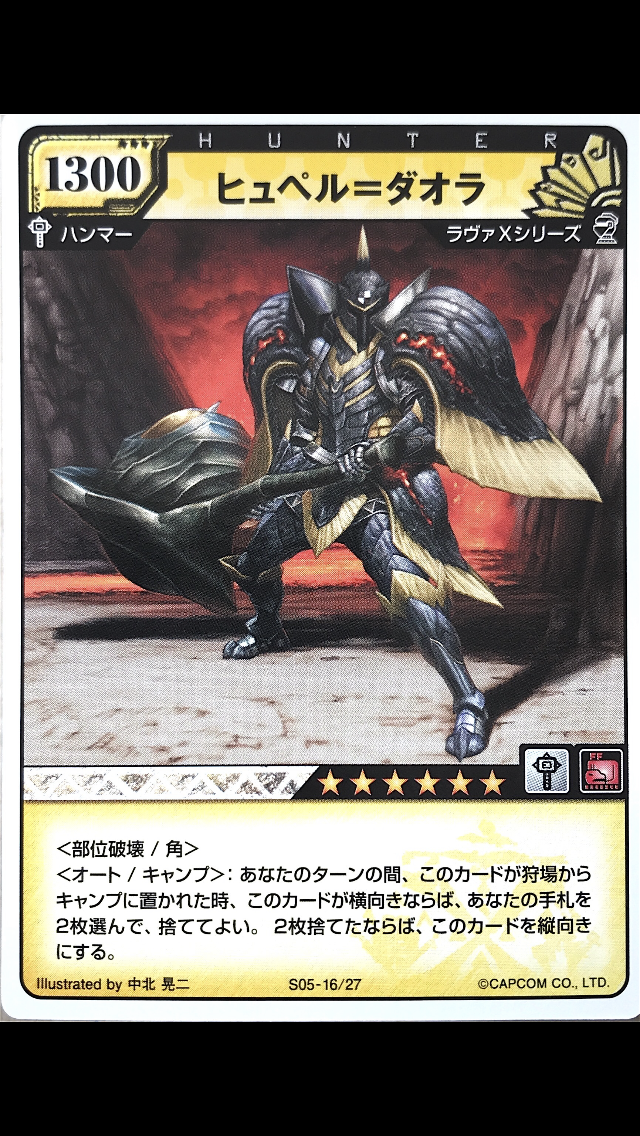 HUNTER
1300
ヒュペル=ダオラ
ハンマー
ラヴァXシリーズ
FF
<部位破壊 / 角>
<オート / キャンプ>: あなたのターンの間、このカードが狩場から
キャンプに置かれた時、このカードが横向きならば、あなたの手札を
2枚選んで、捨ててよい。 2枚捨てたならば、このカードを縦向き
にする。
Illustrated by 中北 晃二
S05-16/27
©CAPCOM CO., LTD.